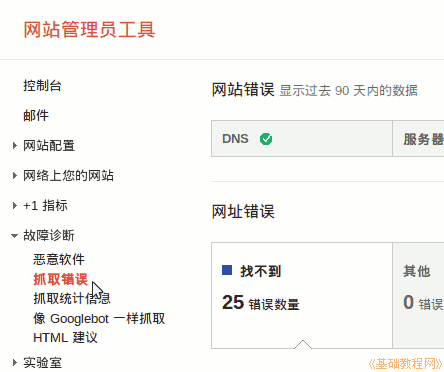 网站管理员工具
控制台
邮件
网站配置
网络上您的网站
+1 指标
故障诊断
恶意软件
抓取错误
抓取统计信息
像 Googlebot 一样抓取
HTML 建议
实验室
网站错误 显示过去 90 天内的数据
DNS 服务器
网址错误
找不到 其他
25 错误数量 0 错误
《基础教程网》